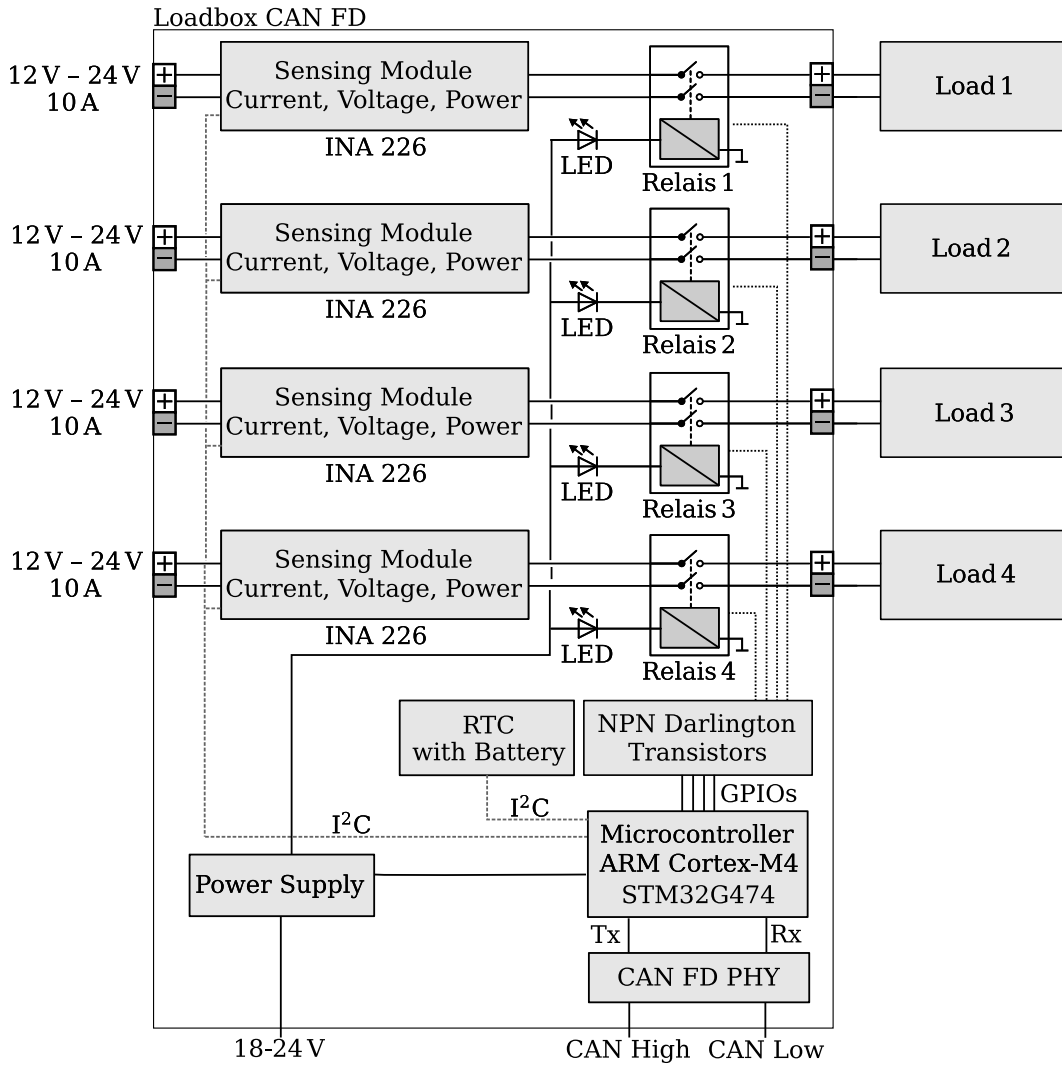 Loadbox CAN FD
12 V – 24 V
10 A
+
−
Sensing Module
Current, Voltage, Power
INA 226
LED
Relais 1
+
−
Load 1
12 V – 24 V
10 A
+
−
Sensing Module
Current, Voltage, Power
INA 226
LED
Relais 2
+
−
Load 2
12 V – 24 V
10 A
+
−
Sensing Module
Current, Voltage, Power
INA 226
LED
Relais 3
+
−
Load 3
12 V – 24 V
10 A
+
−
Sensing Module
Current, Voltage, Power
INA 226
LED
Relais 4
+
−
Load 4
RTC
with Battery
NPN Darlington
Transistors
GPIOs
I²C
I²C
Microcontroller
ARM Cortex-M4
STM32G474
Power Supply
Tx
Rx
CAN FD PHY
18-24 V
CAN High
CAN Low